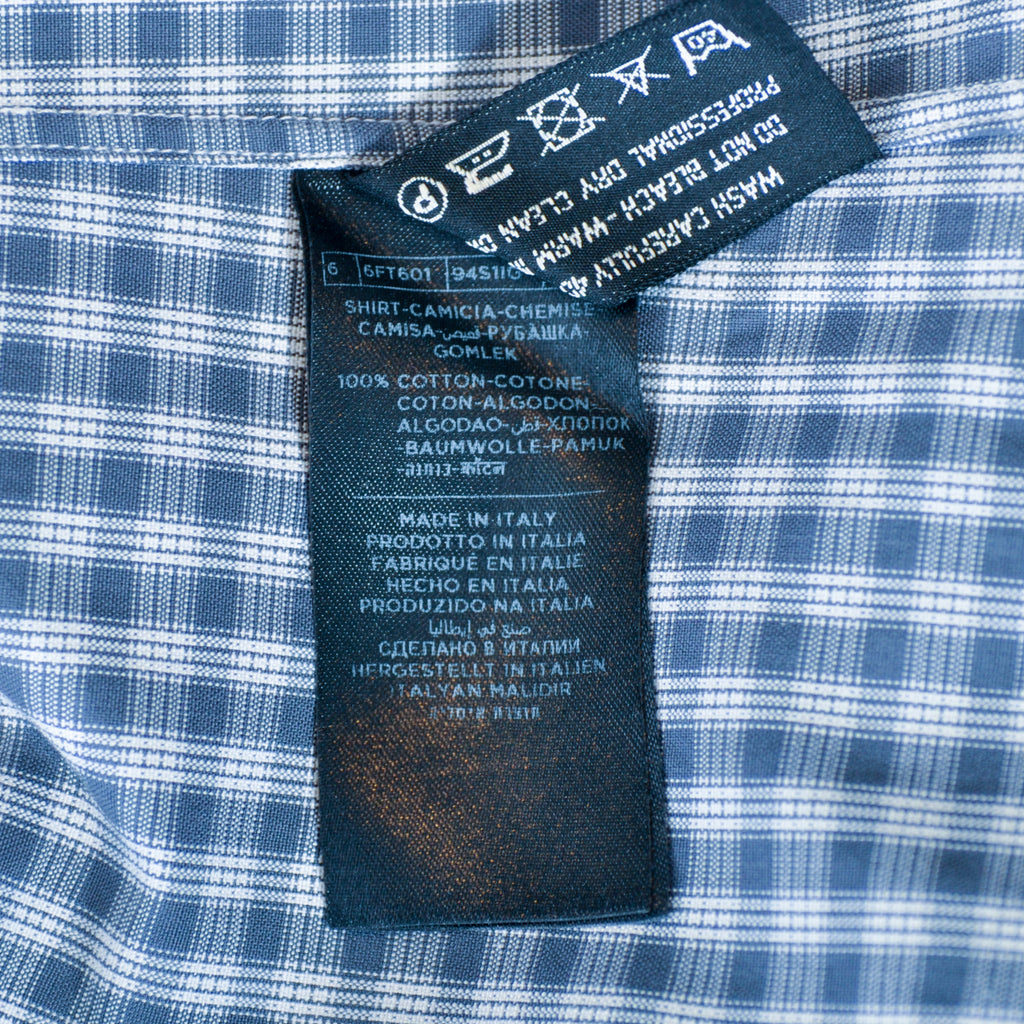 40
WASH CAREFULLY 40
DO NOT BLEACH-WARM
PROFESSIONAL DRY CLEAN
P
6 6FT601
SHIRT-CAMICIA-CHEMISE
CAMISA-قميص-РУБАШКА
GOMLEK
100% COTTON-COTONE-
COTON-ALGODON-
ALGODAO-قطن-ХЛОПОК
-BAUMWOLLE-PAMUK
-कॉटन
MADE IN ITALY
PRODOTTO IN ITALIA
FABRIQUÉ EN ITALIE
HECHO EN ITALIA
PRODUZIDO NA ITALIA
صنع في إيطاليا
СДЕЛАНО В ИТАЛИИ
HERGESTELLT IN ITALIEN
ITALYAN MALIDIR